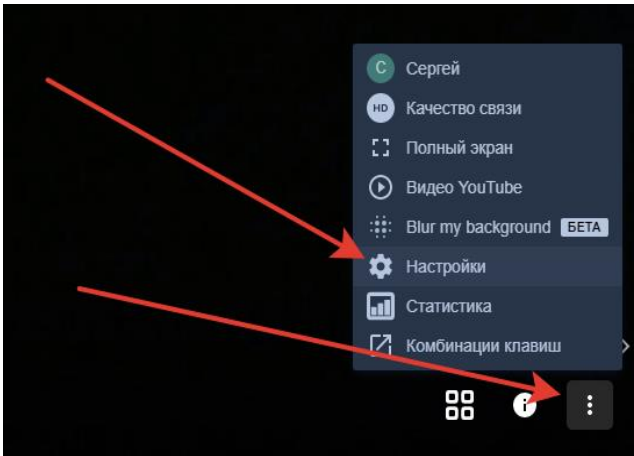 С Сергей
HD Качество связи
Полный экран
Видео YouTube
Blur my background БЕТА
Настройки
Статистика
Комбинации клавиш